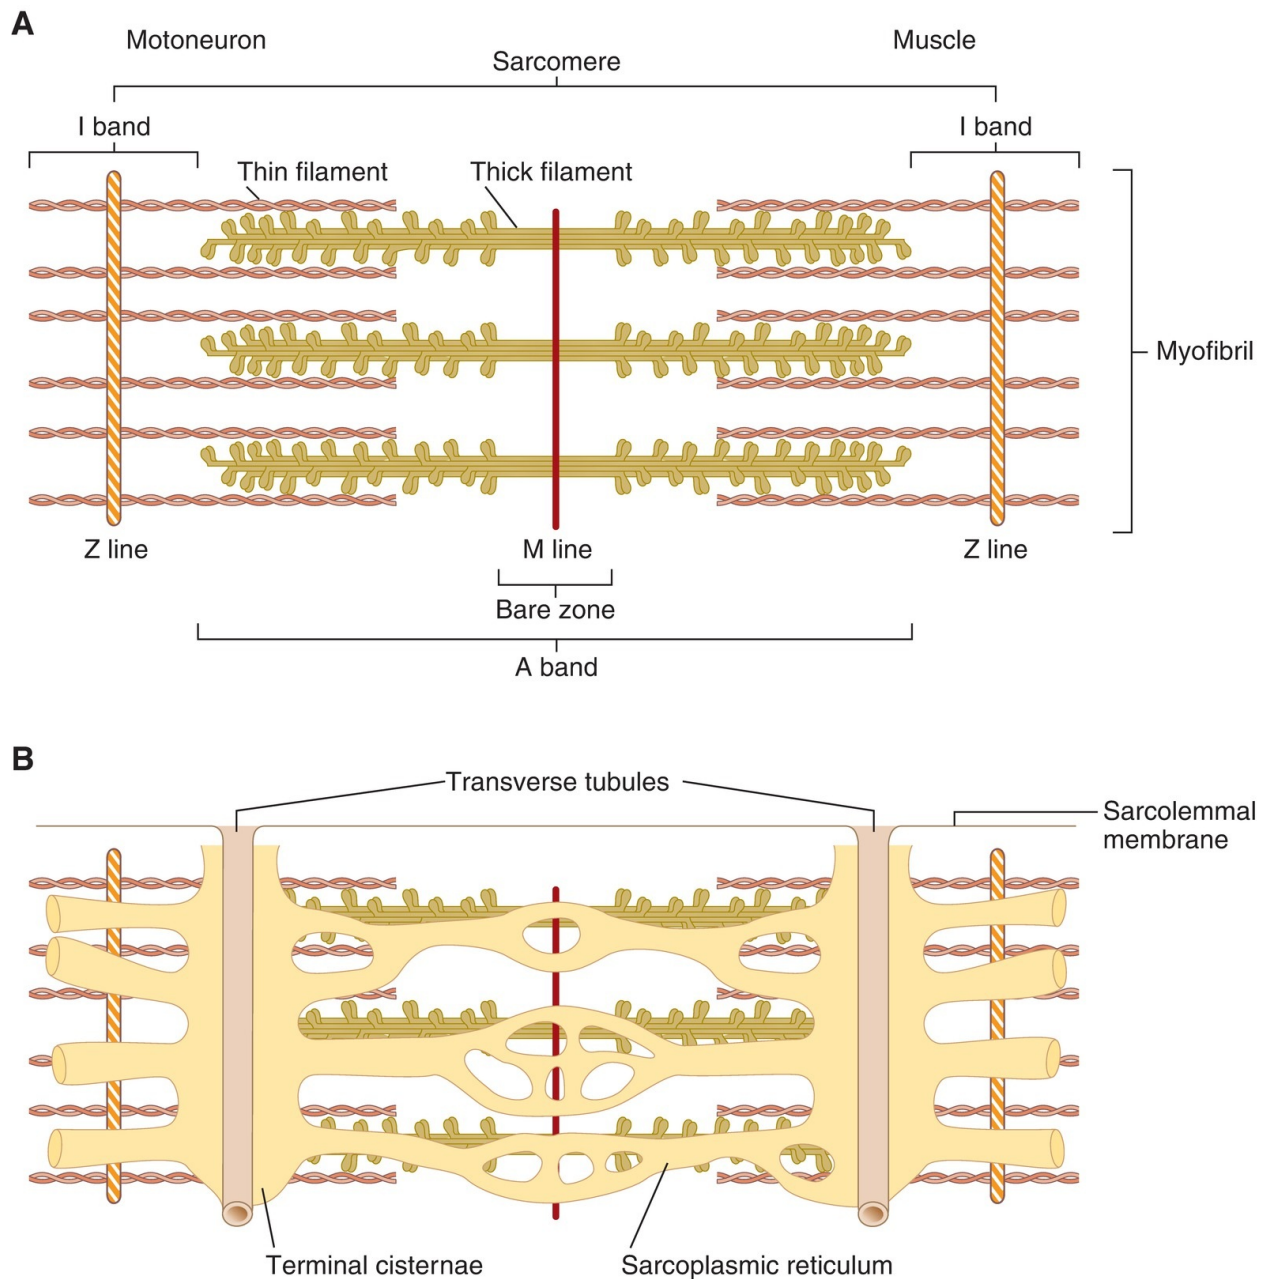 A
Motoneuron
Muscle
Sarcomere
I band
I band
Thin filament
Thick filament
Myofibril
Z line
M line
Z line
Bare zone
A band
B
Transverse tubules
Sarcolemmal
membrane
Terminal cisternae
Sarcoplasmic reticulum